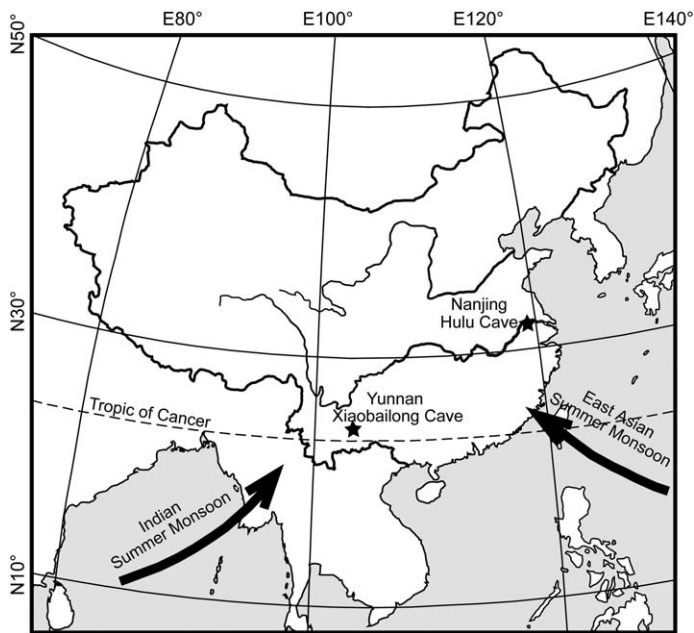 E80°
E100°
E120°
E140°
N50°
Nanjing
Hulu Cave
N30°
Yunnan
Xiaobailong Cave
Tropic of Cancer
East Asian
Summer Monsoon
Indian
Summer Monsoon
N10°